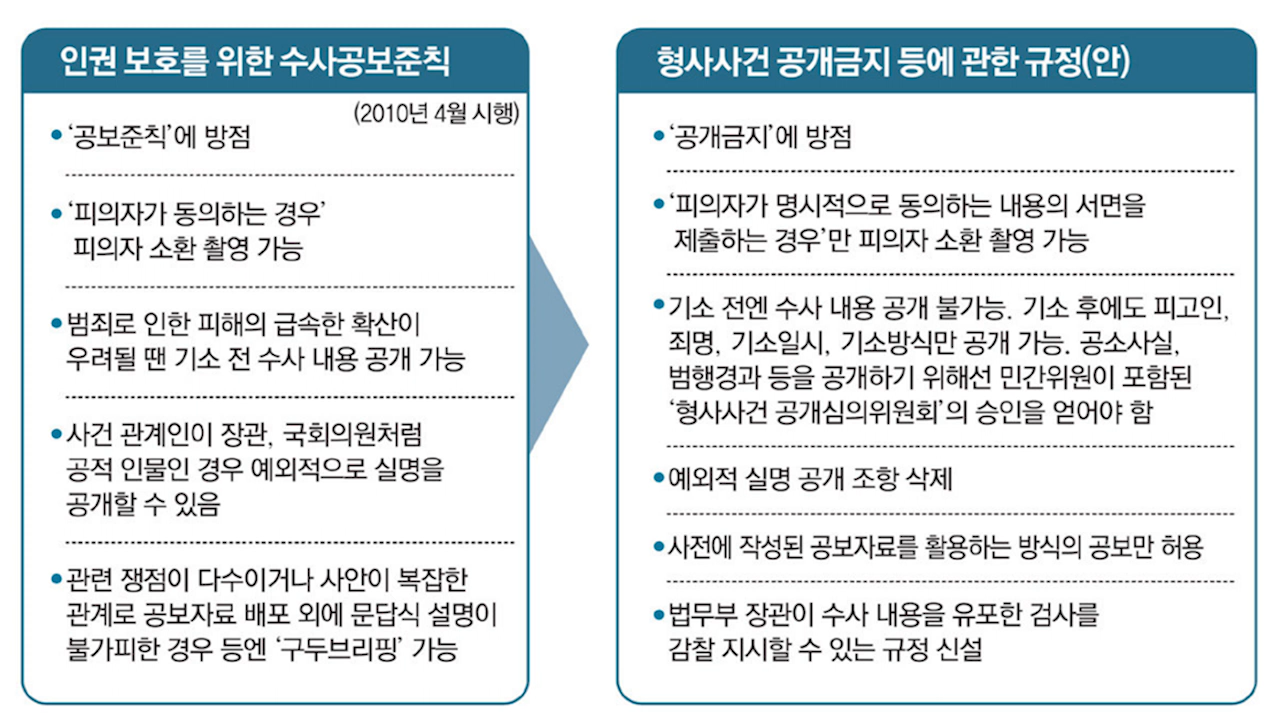 인권 보호를 위한 수사공보준칙
(2010년 4월 시행)
•‘공보준칙’에 방점
•‘피의자가 동의하는 경우’
피의자 소환 촬영 가능
•범죄로 인한 피해의 급속한 확산이
우려될 땐 기소 전 수사 내용 공개 가능
•사건 관계인이 장관, 국회의원처럼
공적 인물인 경우 예외적으로 실명을
공개할 수 있음
•관련 쟁점이 다수이거나 사안이 복잡한
관계로 공보자료 배포 외에 문답식 설명이
불가피한 경우 등엔 ‘구두브리핑’ 가능
형사사건 공개금지 등에 관한 규정(안)
•‘공개금지’에 방점
•‘피의자가 명시적으로 동의하는 내용의 서면을
제출하는 경우’만 피의자 소환 촬영 가능
•기소 전엔 수사 내용 공개 불가능. 기소 후에도 피고인,
죄명, 기소일시, 기소방식만 공개 가능. 공소사실,
범행경과 등을 공개하기 위해선 민간위원이 포함된
‘형사사건 공개심의위원회’의 승인을 얻어야 함
•예외적 실명 공개 조항 삭제
•사전에 작성된 공보자료를 활용하는 방식의 공보만 허용
•법무부 장관이 수사 내용을 유포한 검사를
감찰 지시할 수 있는 규정 신설